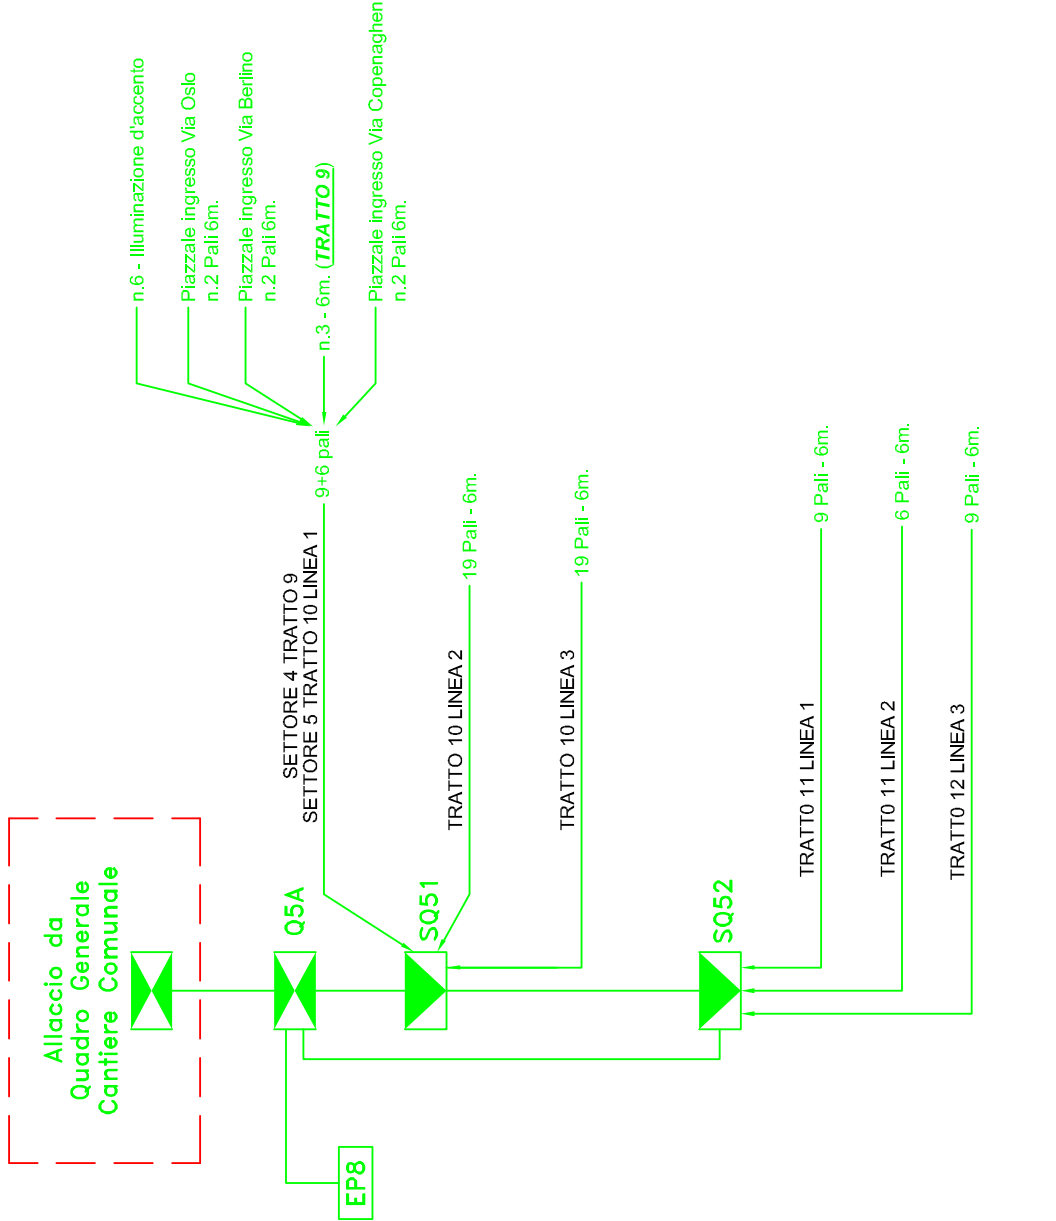 Allaccio da
Quadro Generale
Cantiere Comunale
n.6 - Illuminazione d'accento
Piazzale ingresso Via Oslo
n.2 Pali 6m.
Piazzale ingresso Via Berlino
n.2 Pali 6m.
n.3 - 6m. (TRATTO 9)
Piazzale ingresso Via Copenaghen
n.2 Pali 6m.
9+6 pali
SETTORE 4 TRATTO 9
SETTORE 5 TRATTO 10 LINEA 1
Q5A
EP8
SQ51
TRATTO 10 LINEA 2
19 Pali - 6m.
TRATTO 10 LINEA 3
19 Pali - 6m.
SQ52
TRATT0 11 LINEA 1
9 Pali - 6m.
TRATT0 11 LINEA 2
6 Pali - 6m.
TRATT0 12 LINEA 3
9 Pali - 6m.